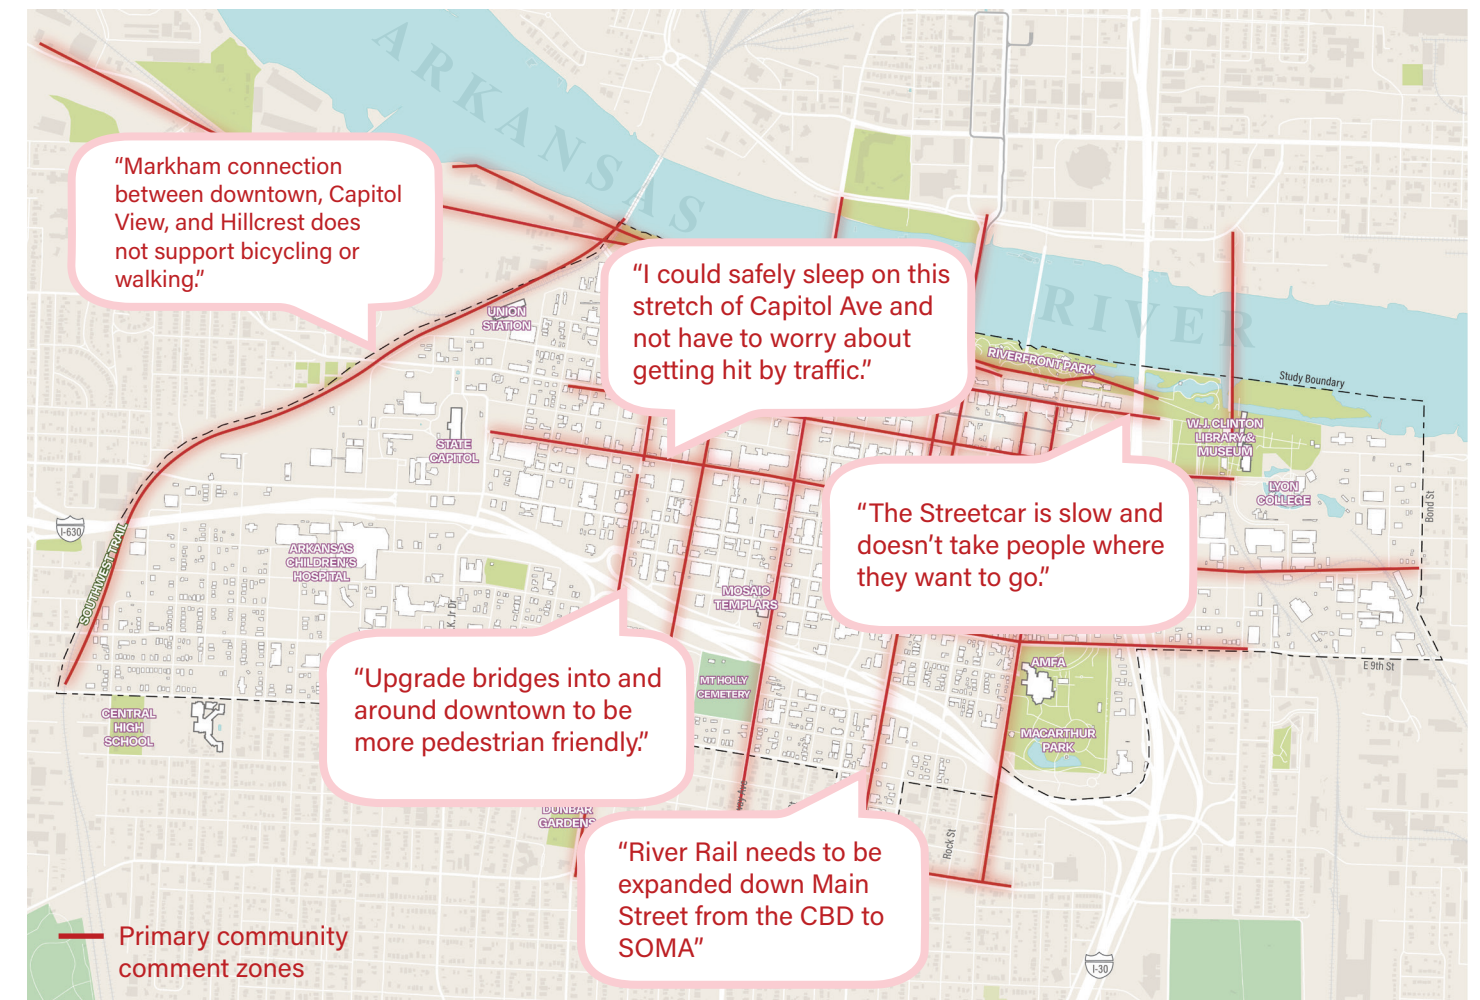 ARKANSAS
RIVER
“Markham connection
between downtown, Capitol
View, and Hillcrest does
not support bicycling or
walking.”
“I could safely sleep on this
stretch of Capitol Ave and
not have to worry about
getting hit by traffic.”
UNION
STATION
RIVERFRONT PARK
Study Boundary
STATE
CAPITOL
W.J. CLINTON
LIBRARY &
MUSEUM
LYON
COLLEGE
Bond St
“The Streetcar is slow and
doesn’t take people where
they want to go.”
I-630
SOUTHWEST TRAIL
ARKANSAS
CHILDREN'S
HOSPITAL
K. Jr Dr
MOSAIC
TEMPLARS
“Upgrade bridges into and
around downtown to be
more pedestrian friendly.”
MT HOLLY
CEMETERY
AMFA
E 9th St
MACARTHUR
PARK
CENTRAL
HIGH
SCHOOL
DUNBAR
GARDENS
Rock St
“River Rail needs to be
expanded down Main
Street from the CBD to
SOMA”
I-30
Primary community
comment zones